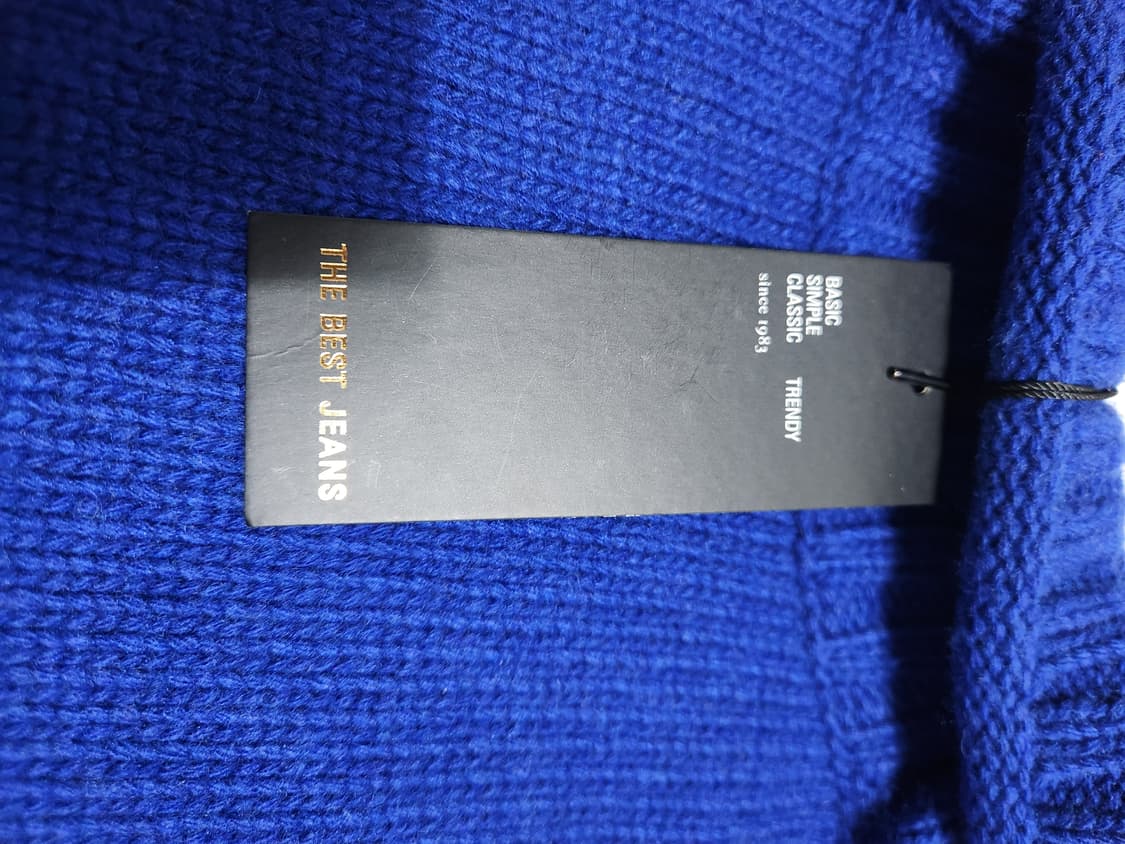 BASIC
SIMPLE
CLASSIC TRENDY
since 1983
THE BEST JEANS